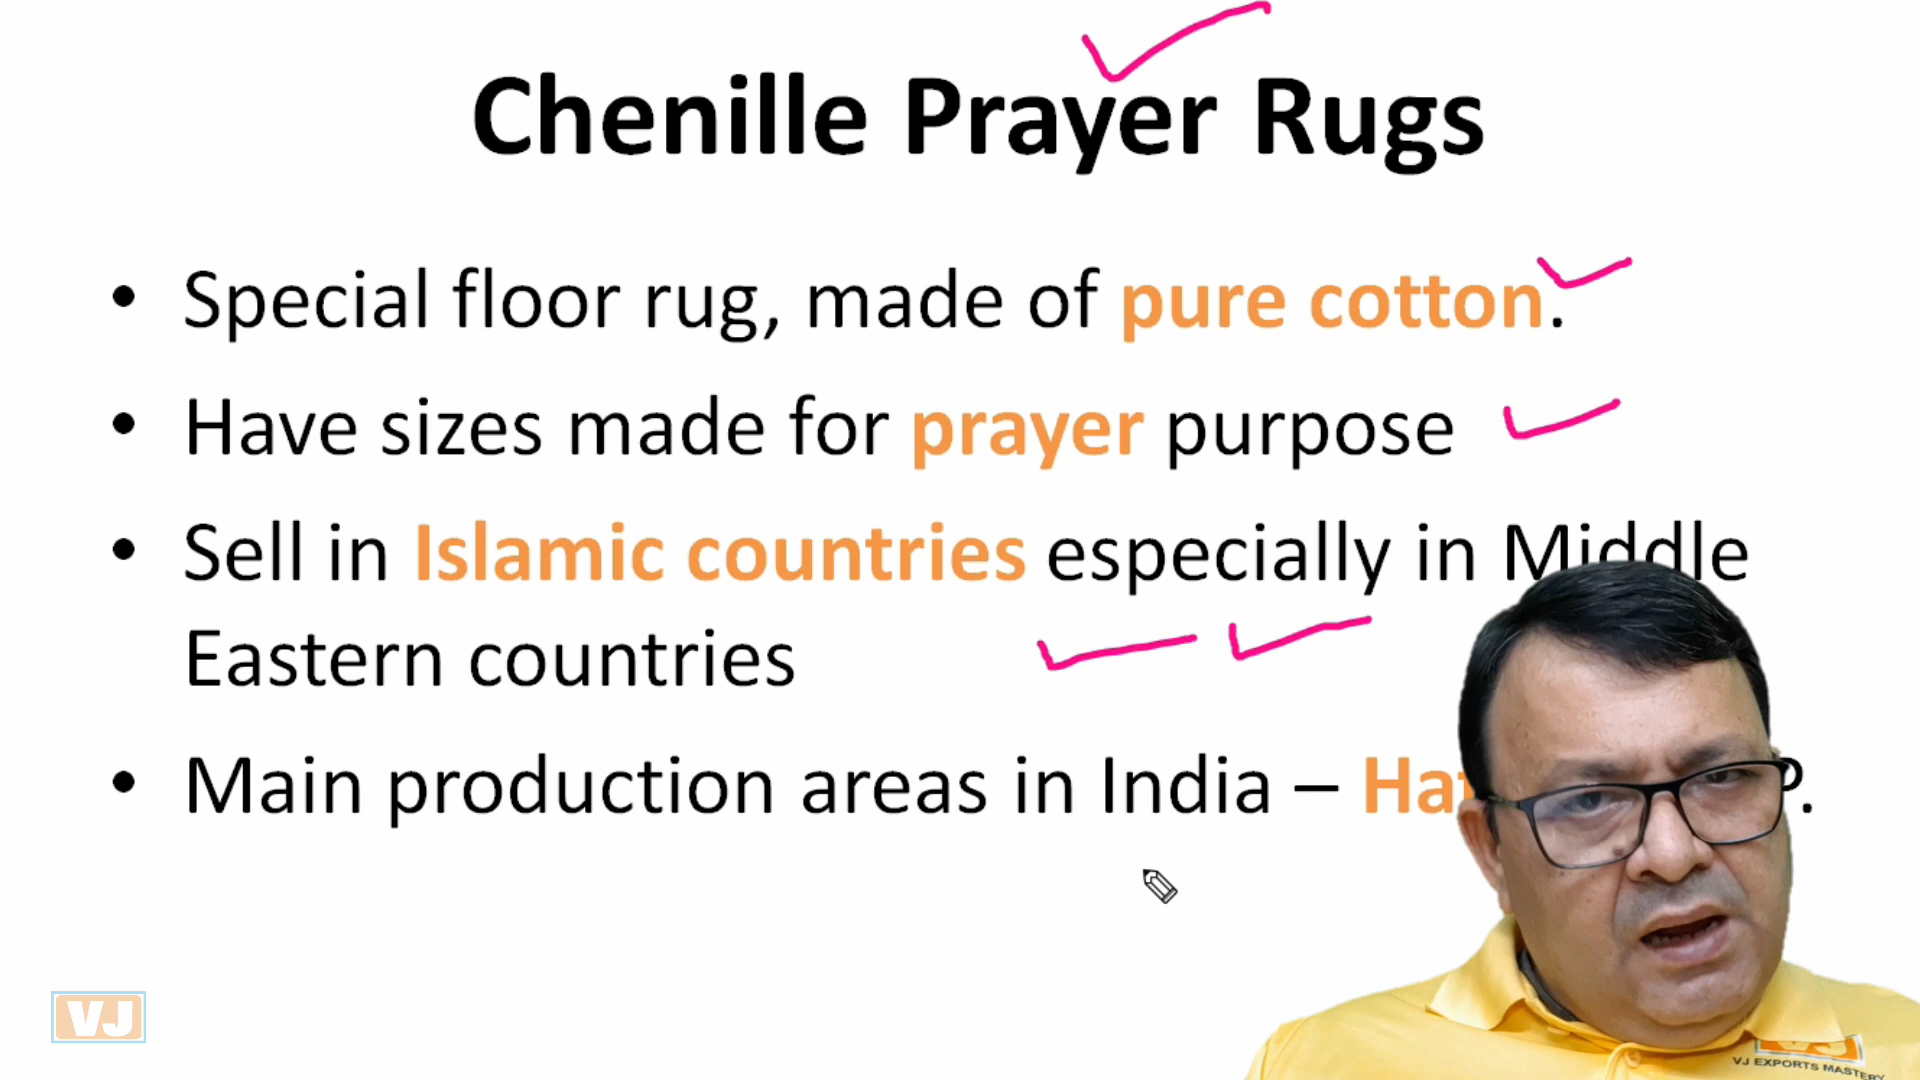 Chenille Prayer Rugs
• Special floor rug, made of pure cotton.
• Have sizes made for prayer purpose
• Sell in Islamic countries especially in Middle
Eastern countries
• Main production areas in India –
VJ
VJ
VJ EXPORTS MASTERY